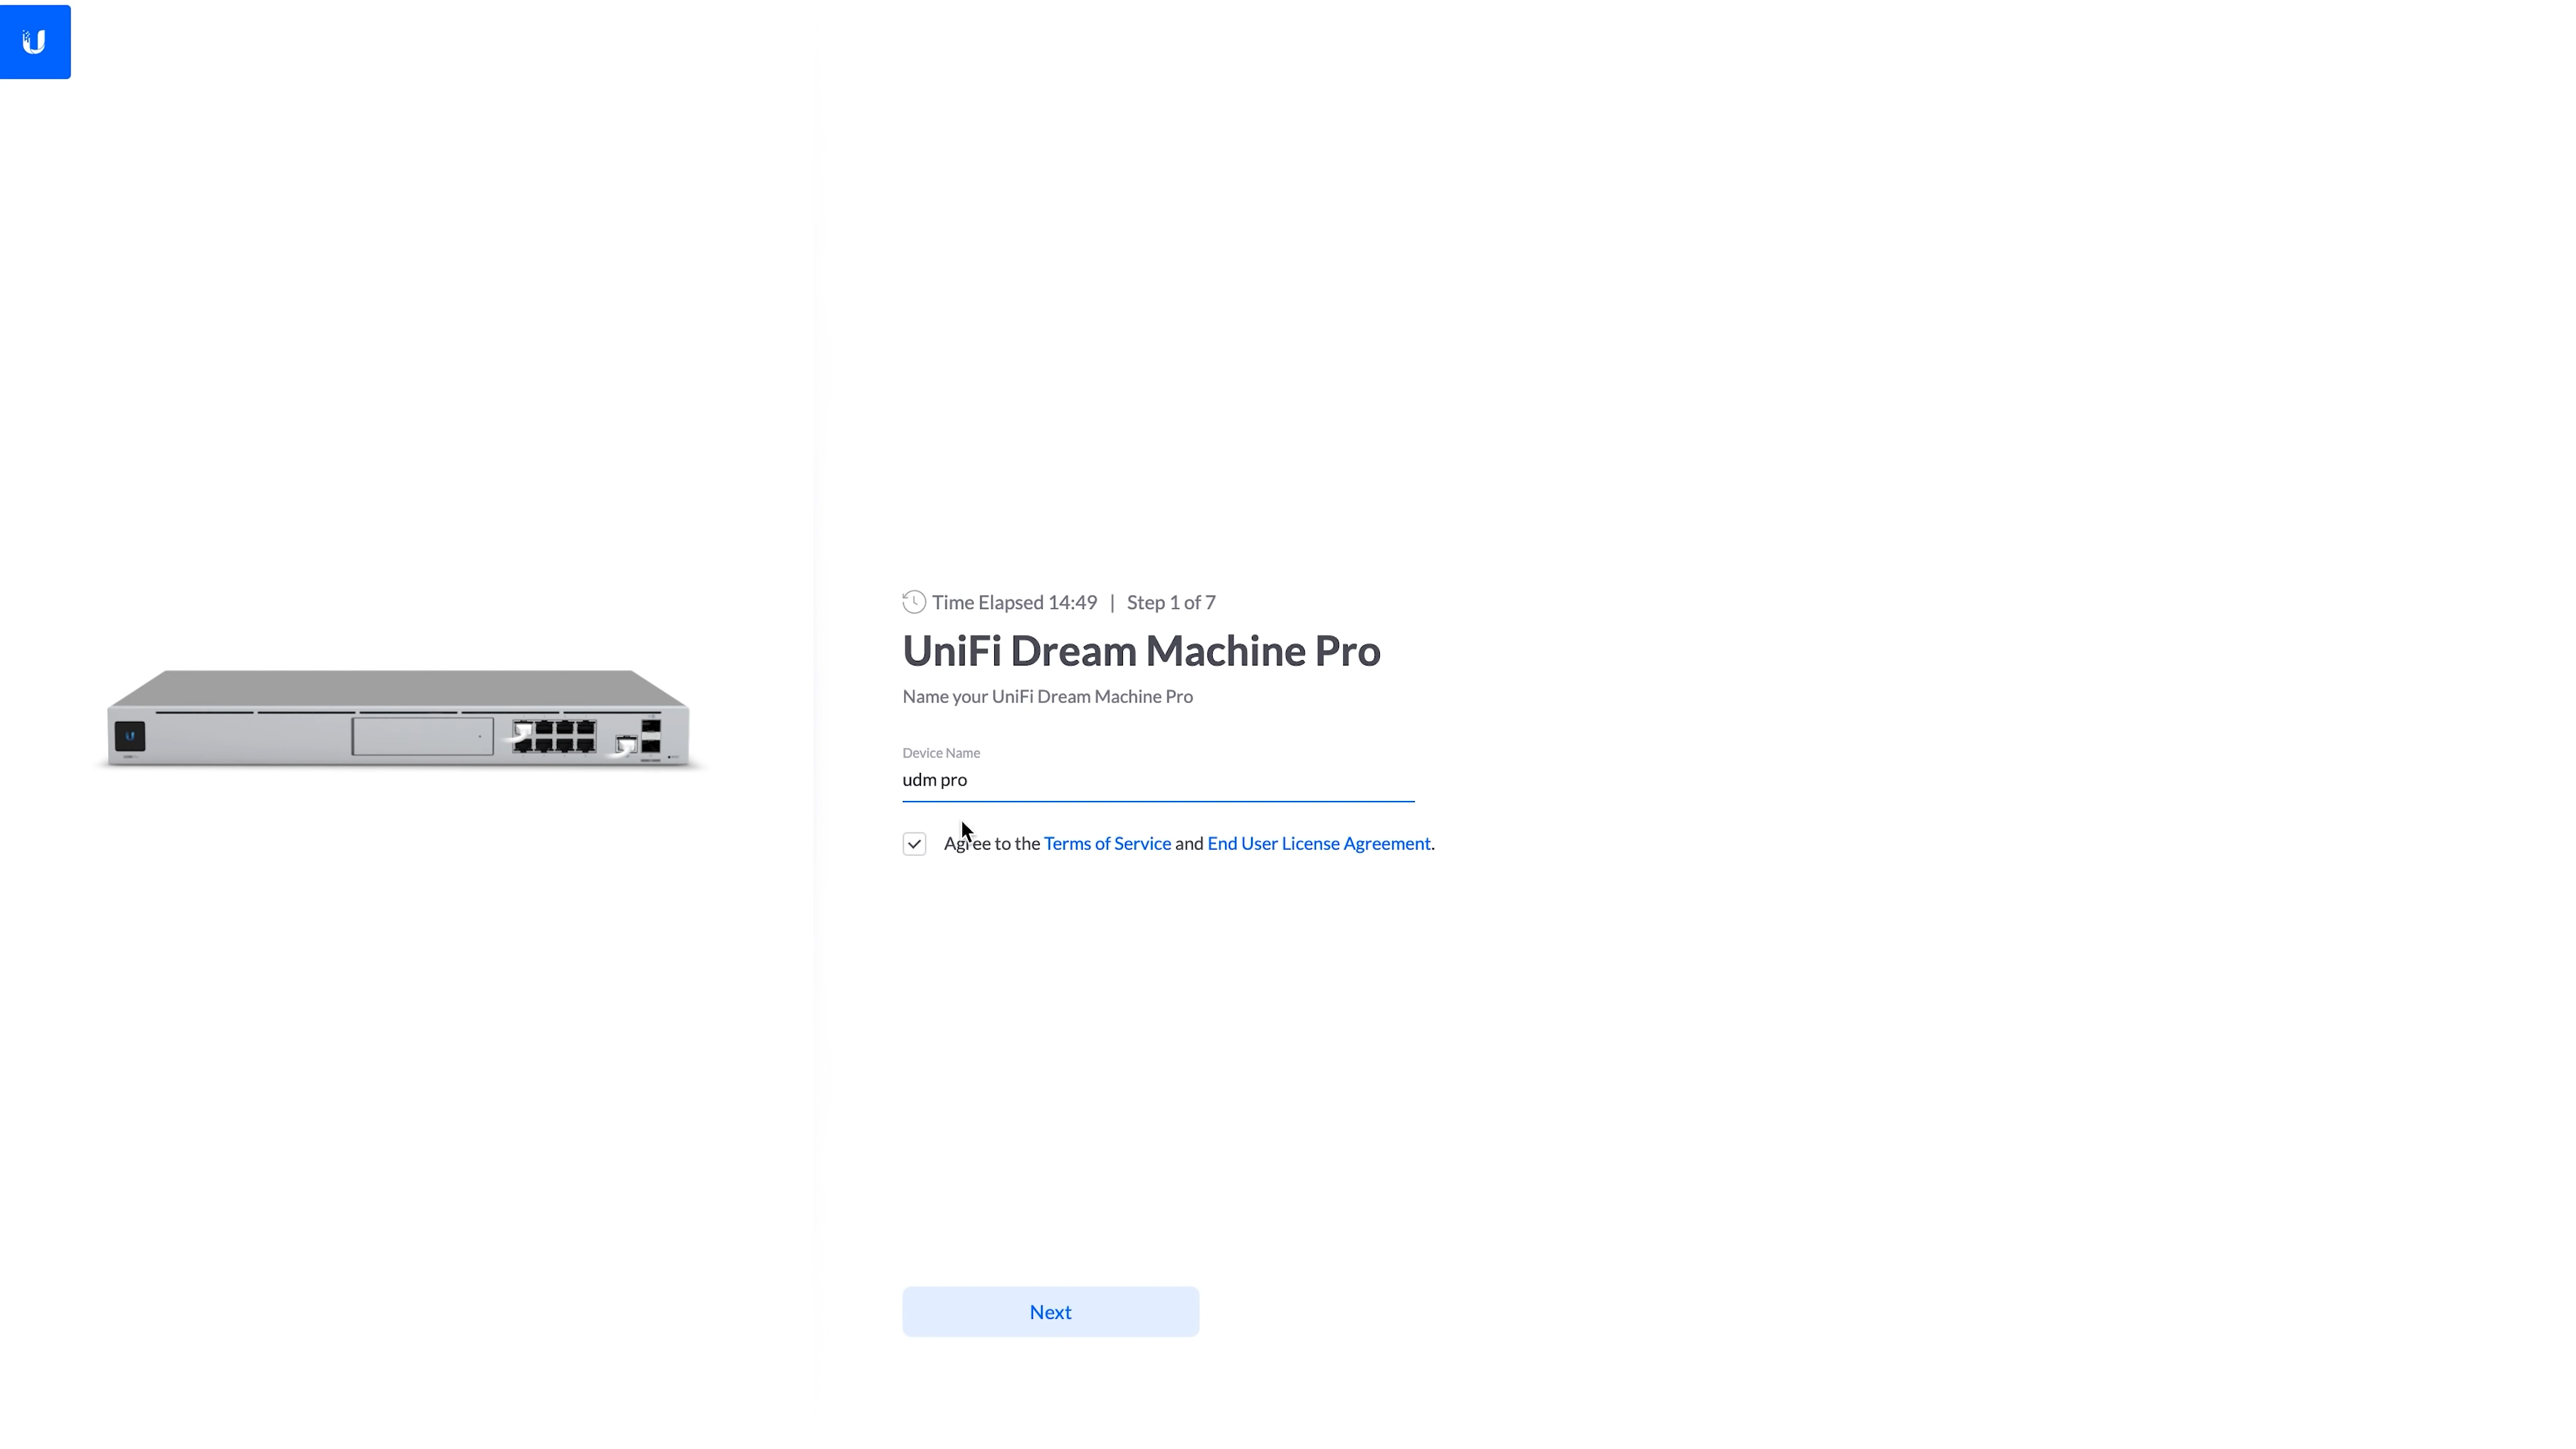 Time Elapsed 14:49 | Step 1 of 7
UniFi Dream Machine Pro
Name your UniFi Dream Machine Pro
Device Name
udm pro
Agree to the Terms of Service and End User License Agreement.
Next